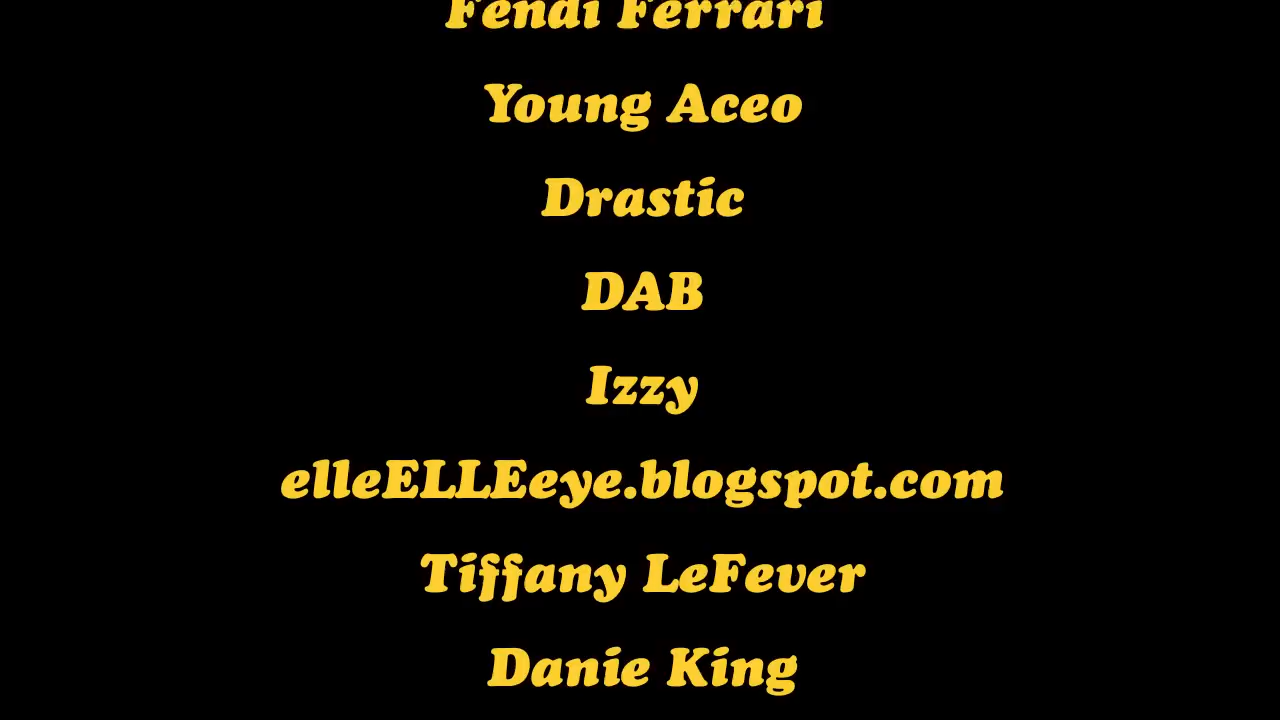 Fendi Ferrari
Young Aceo
Drastic
DAB
Izzy
elleELLEeye.blogspot.com
Tiffany LeFever
Danie King